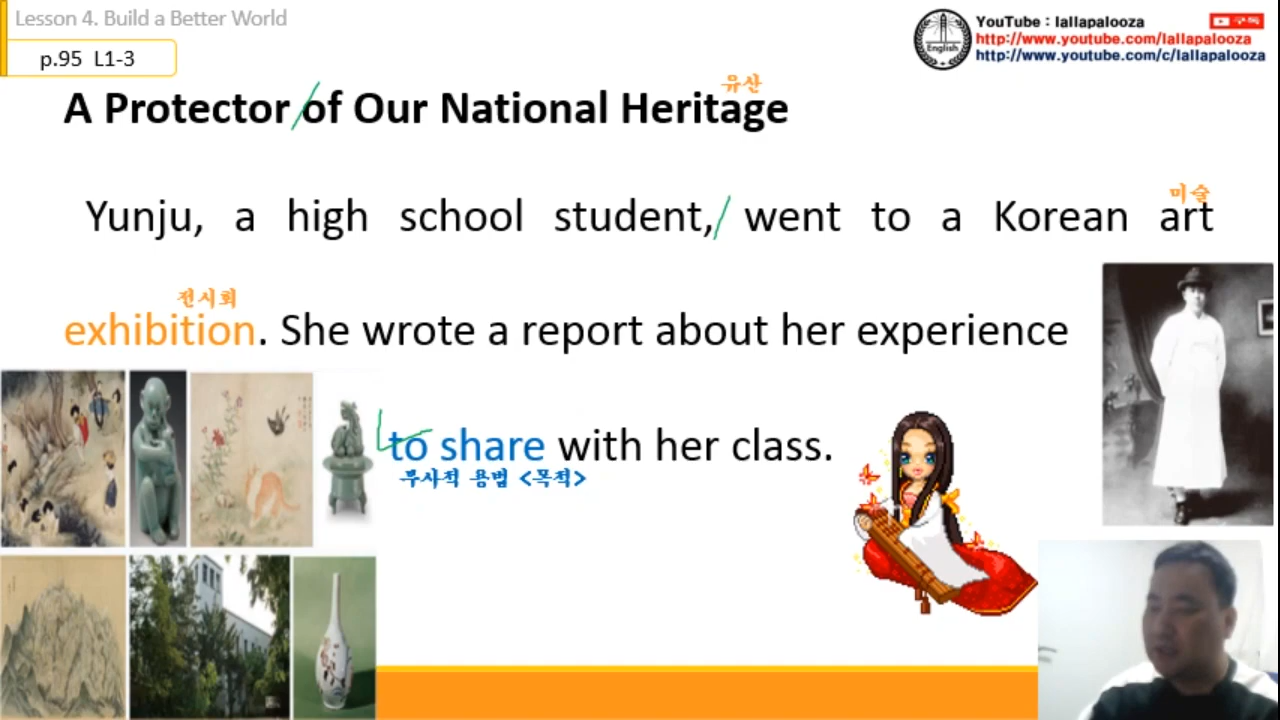 Lesson 4. Build a Better World
YouTube : lallapalooza
구독
http://www.youtube.com/lallapalooza
English
http://www.youtube.com/c/lallapalooza
p.95 L1-3
유산
A Protector of Our National Heritage
미술
Yunju, a high school student, went to a Korean art
전시회
exhibition. She wrote a report about her experience
to share with her class.
부사적 용법 <목적>